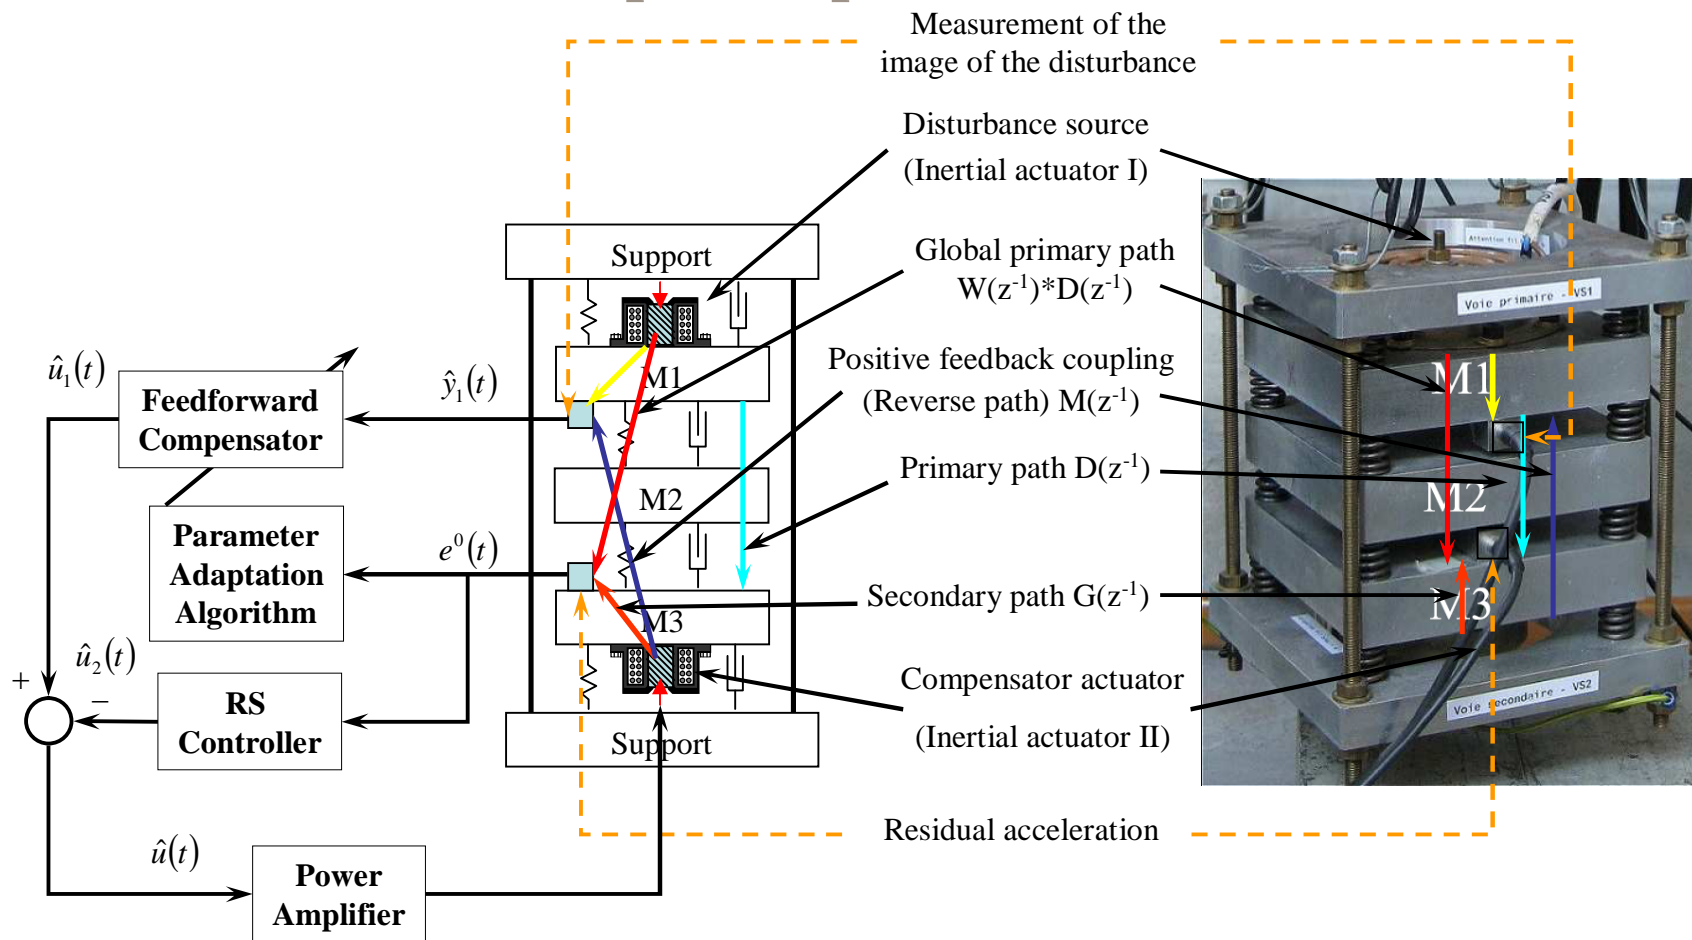 Measurement of the
image of the disturbance
Disturbance source
(Inertial actuator I)
Global primary path
W(z⁻¹)*D(z⁻¹)
Positive feedback coupling
(Reverse path) M(z⁻¹)
Primary path D(z⁻¹)
Secondary path G(z⁻¹)
Compensator actuator
(Inertial actuator II)
Residual acceleration
Support
M1
M2
M3
Support
û₁(t)
ŷ₁(t)
Feedforward
Compensator
Parameter
Adaptation
Algorithm
e⁰(t)
û₂(t)
+
−
RS
Controller
û(t)
Power
Amplifier
Voie primaire - VS1
M1
M2
M3
Voie secondaire - VS2